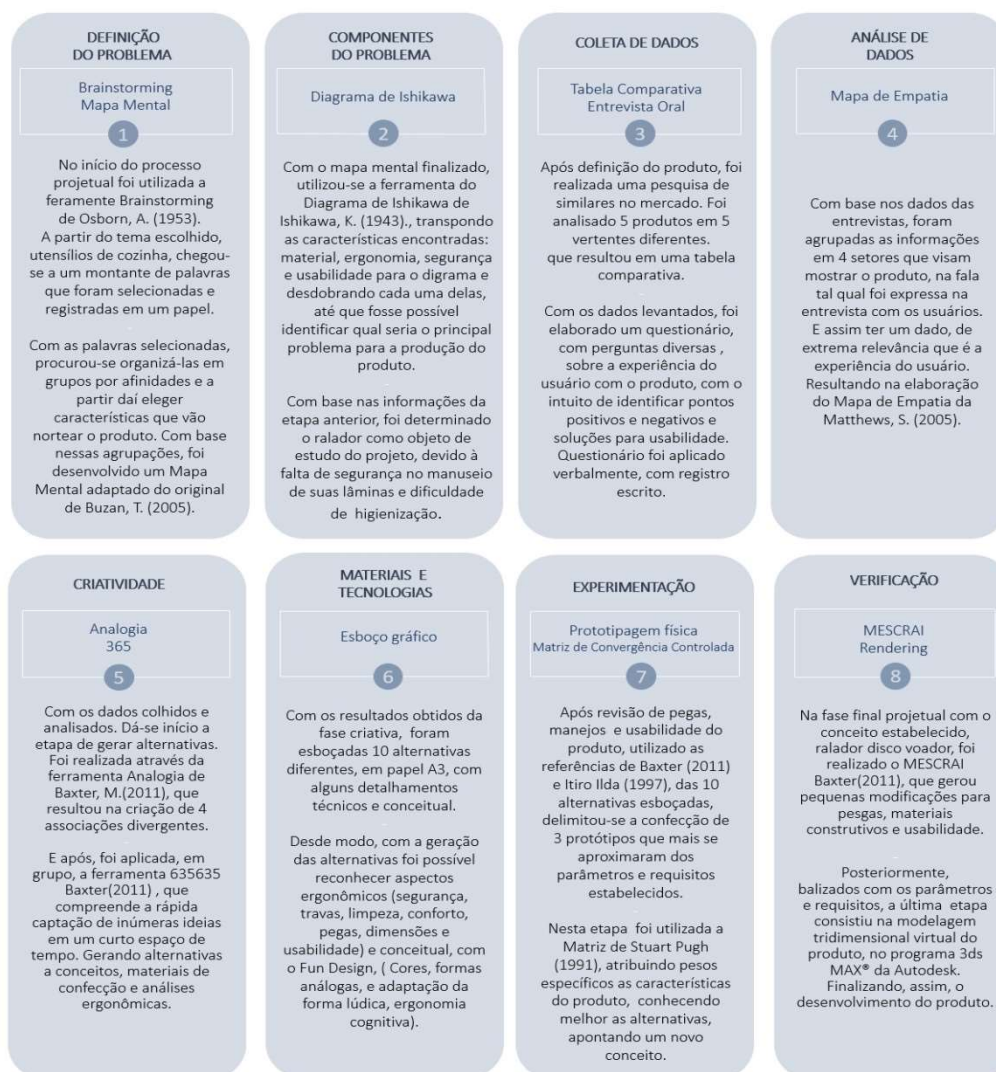 DEFINIÇÃO
DO PROBLEMA
Brainstorming
Mapa Mental
1
No início do processo
projetual foi utilizada a
feramente Brainstorming
de Osborn, A. (1953).
A partir do tema escolhido,
utensílios de cozinha, chegou-
se a um montante de palavras
que foram selecionadas e
registradas em um papel.
Com as palavras selecionadas,
procurou-se organizá-las em
grupos por afinidades e a
partir daí eleger
características que vão
nortear o produto. Com base
nessas agrupações, foi
desenvolvido um Mapa
Mental adaptado do original
de Buzan, T. (2005).
COMPONENTES
DO PROBLEMA
Diagrama de Ishikawa
2
Com o mapa mental finalizado,
utilizou-se a ferramenta do
Diagrama de Ishikawa de
Ishikawa, K. (1943)., transpondo
as características encontradas:
material, ergonomia, segurança
e usabilidade para o digrama e
desdobrando cada uma delas,
até que fosse possível
identificar qual seria o principal
problema para a produção do
produto.
Com base nas informações da
etapa anterior, foi determinado
o ralador como objeto de
estudo do projeto, devido à
falta de segurança no manuseio
de suas lâminas e dificuldade
de higienização.
COLETA DE DADOS
Tabela Comparativa
Entrevista Oral
3
Após definição do produto, foi
realizada uma pesquisa de
similares no mercado. Foi
analisado 5 produtos em 5
vertentes diferentes.
que resultou em uma tabela
comparativa.
Com os dados levantados, foi
elaborado um questionário,
com perguntas diversas ,
sobre a experiência do
usuário com o produto, com o
intuito de identificar pontos
positivos e negativos e
soluções para usabilidade.
Questionário foi aplicado
verbalmente, com registro
escrito.
ANÁLISE DE
DADOS
Mapa de Empatia
4
Com base nos dados das
entrevistas, foram
agrupadas as informações
em 4 setores que visam
mostrar o produto, na fala
tal qual foi expressa na
entrevista com os usuários.
E assim ter um dado, de
extrema relevância que é a
experiência do usuário.
Resultando na elaboração
do Mapa de Empatia da
Matthews, S. (2005).
CRIATIVIDADE
Analogia
365
5
Com os dados colhidos e
analisados. Dá-se início a
etapa de gerar alternativas.
Foi realizada através da
ferramenta Analogia de
Baxter, M.(2011), que
resultou na criação de 4
associações divergentes.
E após, foi aplicada, em
grupo, a ferramenta 635635
Baxter(2011) , que
compreende a rápida
captação de inúmeras ideias
em um curto espaço de
tempo. Gerando alternativas
a conceitos, materiais de
confecção e análises
ergonômicas.
MATERIAIS E
TECNOLOGIAS
Esboço gráfico
6
Com os resultados obtidos da
fase criativa, foram
esboçadas 10 alternativas
diferentes, em papel A3, com
alguns detalhamentos
técnicos e conceitual.
Desde modo, com a geração
das alternativas foi possível
reconhecer aspectos
ergonômicos (segurança,
travas, limpeza, conforto,
pegas, dimensões e
usabilidade) e conceitual, com
o Fun Design, ( Cores, formas
análogas, e adaptação da
forma lúdica, ergonomia
cognitiva).
EXPERIMENTAÇÃO
Prototipagem física
Matriz de Convergência Controlada
7
Após revisão de pegas,
manejos e usabilidade do
produto, utilizado as
referências de Baxter (2011)
e Itiro Ilda (1997), das 10
alternativas esboçadas,
delimitou-se a confecção de
3 protótipos que mais se
aproximaram dos
parâmetros e requisitos
estabelecidos.
Nesta etapa foi utilizada a
Matriz de Stuart Pugh
(1991), atribuindo pesos
específicos as características
do produto, conhecendo
melhor as alternativas,
apontando um novo
conceito.
VERIFICAÇÃO
MESCRAI
Rendering
8
Na fase final projetual com o
conceito estabelecido,
ralador disco voador, foi
realizado o MESCRAI
Baxter(2011), que gerou
pequenas modificações para
pesgas, materiais
construtivos e usabilidade.
Posteriormente,
balizados com os parâmetros
e requisitos, a última etapa
consistiu na modelagem
tridimensional virtual do
produto, no programa 3ds
MAX® da Autodesk.
Finalizando, assim, o
desenvolvimento do produto.